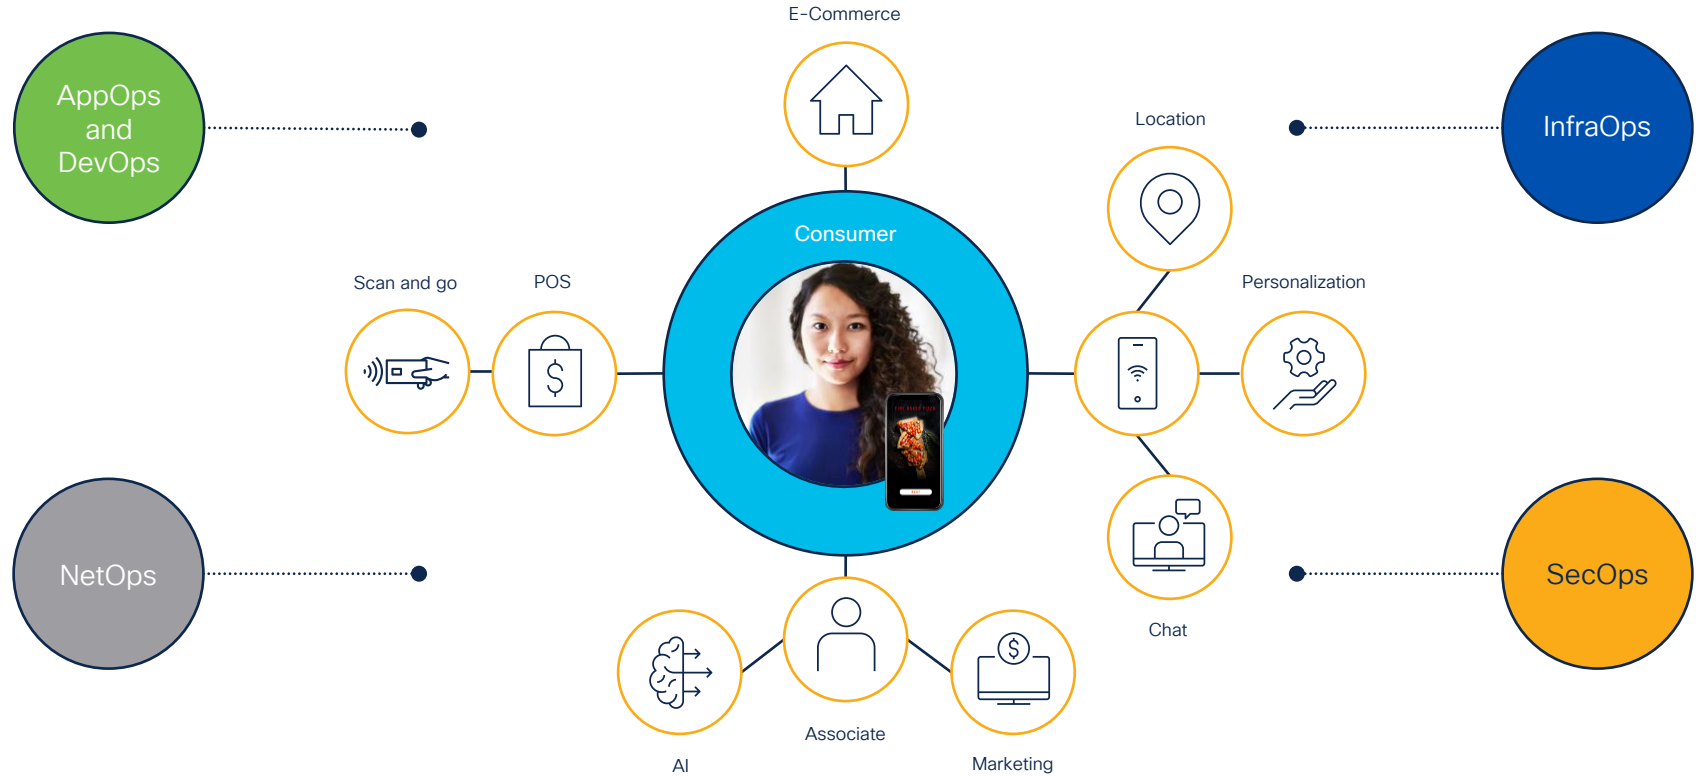 E-Commerce
AppOps
and
DevOps
InfraOps
Location
Consumer
Scan and go
POS
Personalization
$
NetOps
SecOps
Chat
$
Associate
AI
Marketing